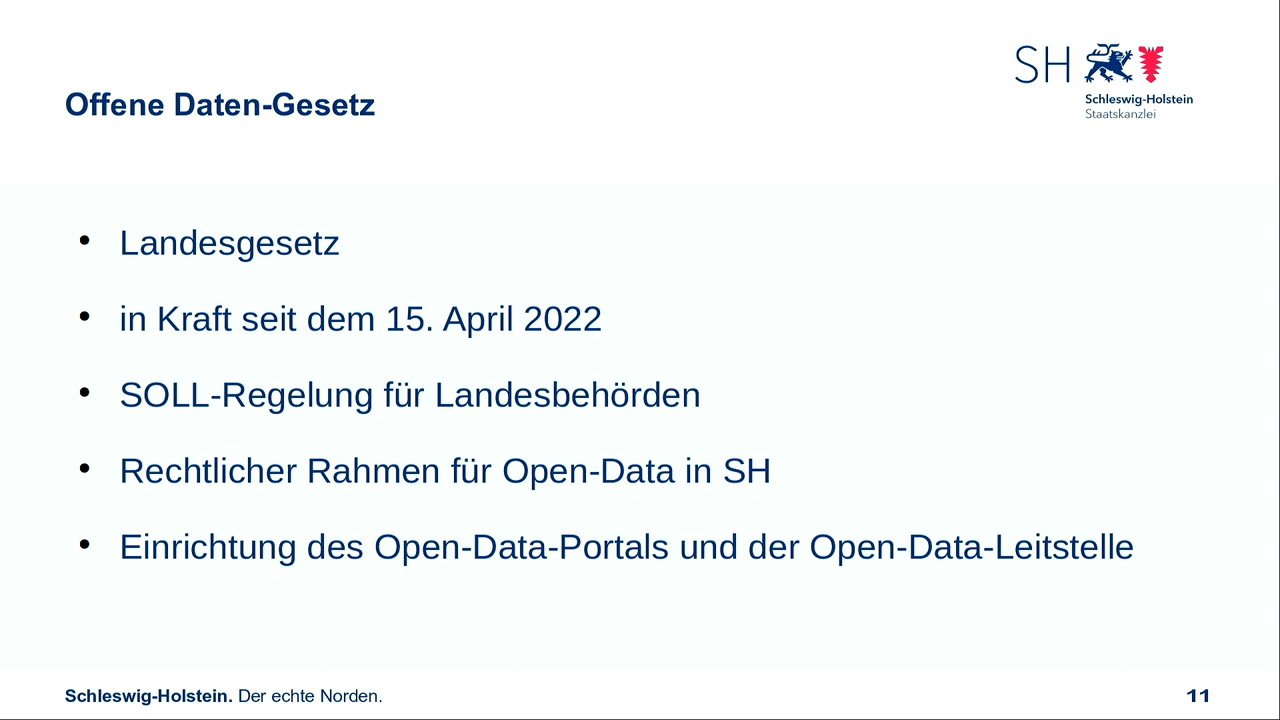 SH
Schleswig-Holstein
Staatskanzlei
Offene Daten-Gesetz
• Landesgesetz
• in Kraft seit dem 15. April 2022
• SOLL-Regelung für Landesbehörden
• Rechtlicher Rahmen für Open-Data in SH
• Einrichtung des Open-Data-Portals und der Open-Data-Leitstelle
Schleswig-Holstein. Der echte Norden.
11